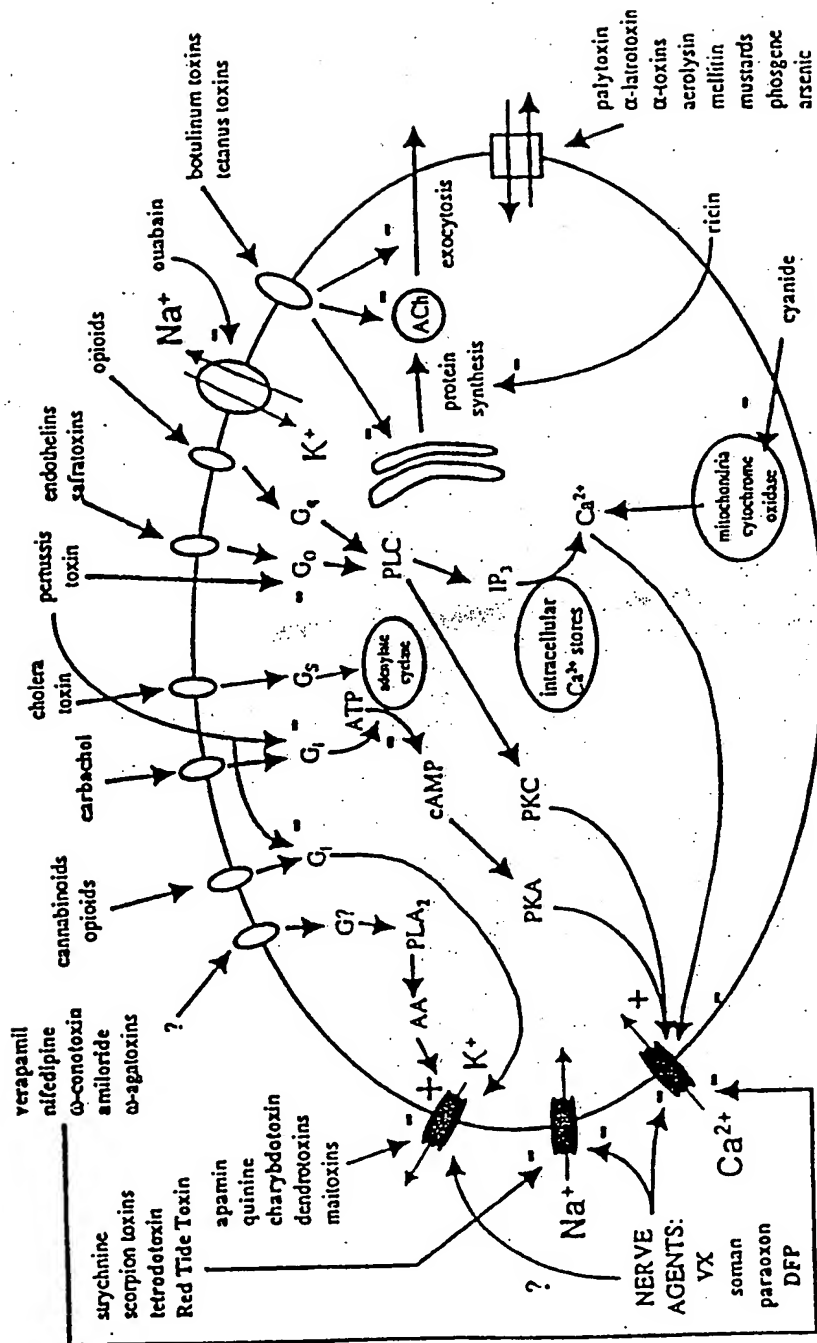 verapamil
nifedipine
ω-conotoxin
amiloride
ω-agatoxins
strychnine
scorpion toxins
tetrodotoxin
Red Tide Toxin
apamin
quinine
charybdotoxin
dendrotoxins
maitoxins
?
cannabinoids
opioids
carbachol
cholera
toxin
pertussis
toxin
endothelins
safratoxins
opioids
Na+
ouabain
botulinum toxins
tetanus toxins
K+
G?
PLA2
AA
+
-
K+
Gi
-
Gi
-
GS
ATP
adenylate
cyclase
-
cAMP
PKA
PKC
G0
-
Gq
PLC
IP3
intracellular
Ca2+ stores
Ca2+
mitochondria
cytochrome
oxidase
-
cyanide
protein
synthesis
-
ACh
-
exocytosis
-
-
ricin
palytoxin
α-latrotoxin
α-toxins
aerolysin
mellitin
mustards
phosgene
arsenic
Na+
-
-
?
NERVE
AGENTS:
VX
soman
paraoxon
DFP
Ca2+
+
-
-
-